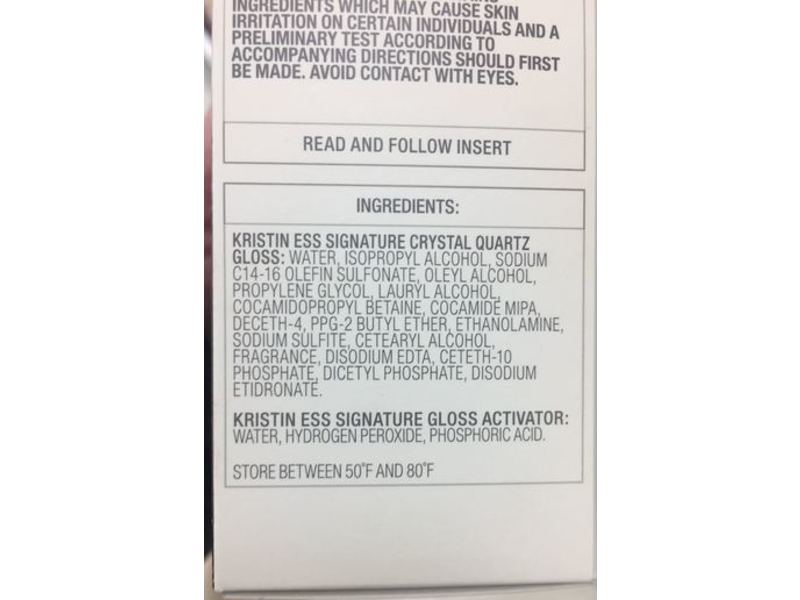 INGREDIENTS WHICH MAY CAUSE SKIN
IRRITATION ON CERTAIN INDIVIDUALS AND A
PRELIMINARY TEST ACCORDING TO
ACCOMPANYING DIRECTIONS SHOULD FIRST
BE MADE. AVOID CONTACT WITH EYES.
READ AND FOLLOW INSERT
INGREDIENTS:
KRISTIN ESS SIGNATURE CRYSTAL QUARTZ
GLOSS: WATER, ISOPROPYL ALCOHOL, SODIUM
C14-16 OLEFIN SULFONATE, OLEYL ALCOHOL,
PROPYLENE GLYCOL, LAURYL ALCOHOL,
COCAMIDOPROPYL BETAINE, COCAMIDE MIPA,
DECETH-4, PPG-2 BUTYL ETHER, ETHANOLAMINE,
SODIUM SULFITE, CETEARYL ALCOHOL,
FRAGRANCE, DISODIUM EDTA, CETETH-10
PHOSPHATE, DICETYL PHOSPHATE, DISODIUM
ETIDRONATE.
KRISTIN ESS SIGNATURE GLOSS ACTIVATOR:
WATER, HYDROGEN PEROXIDE, PHOSPHORIC ACID.
STORE BETWEEN 50°F AND 80°F